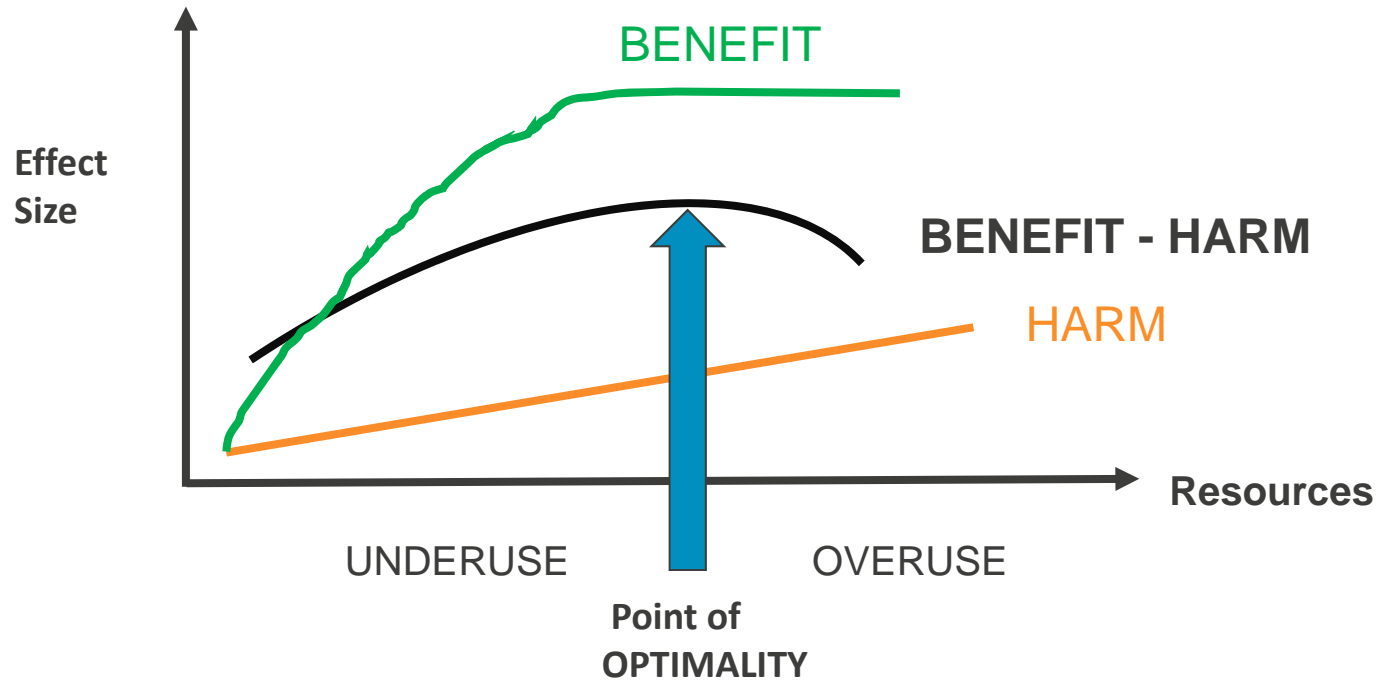 BENEFIT
Effect
Size
BENEFIT - HARM
HARM
Resources
UNDERUSE
OVERUSE
Point of
OPTIMALITY